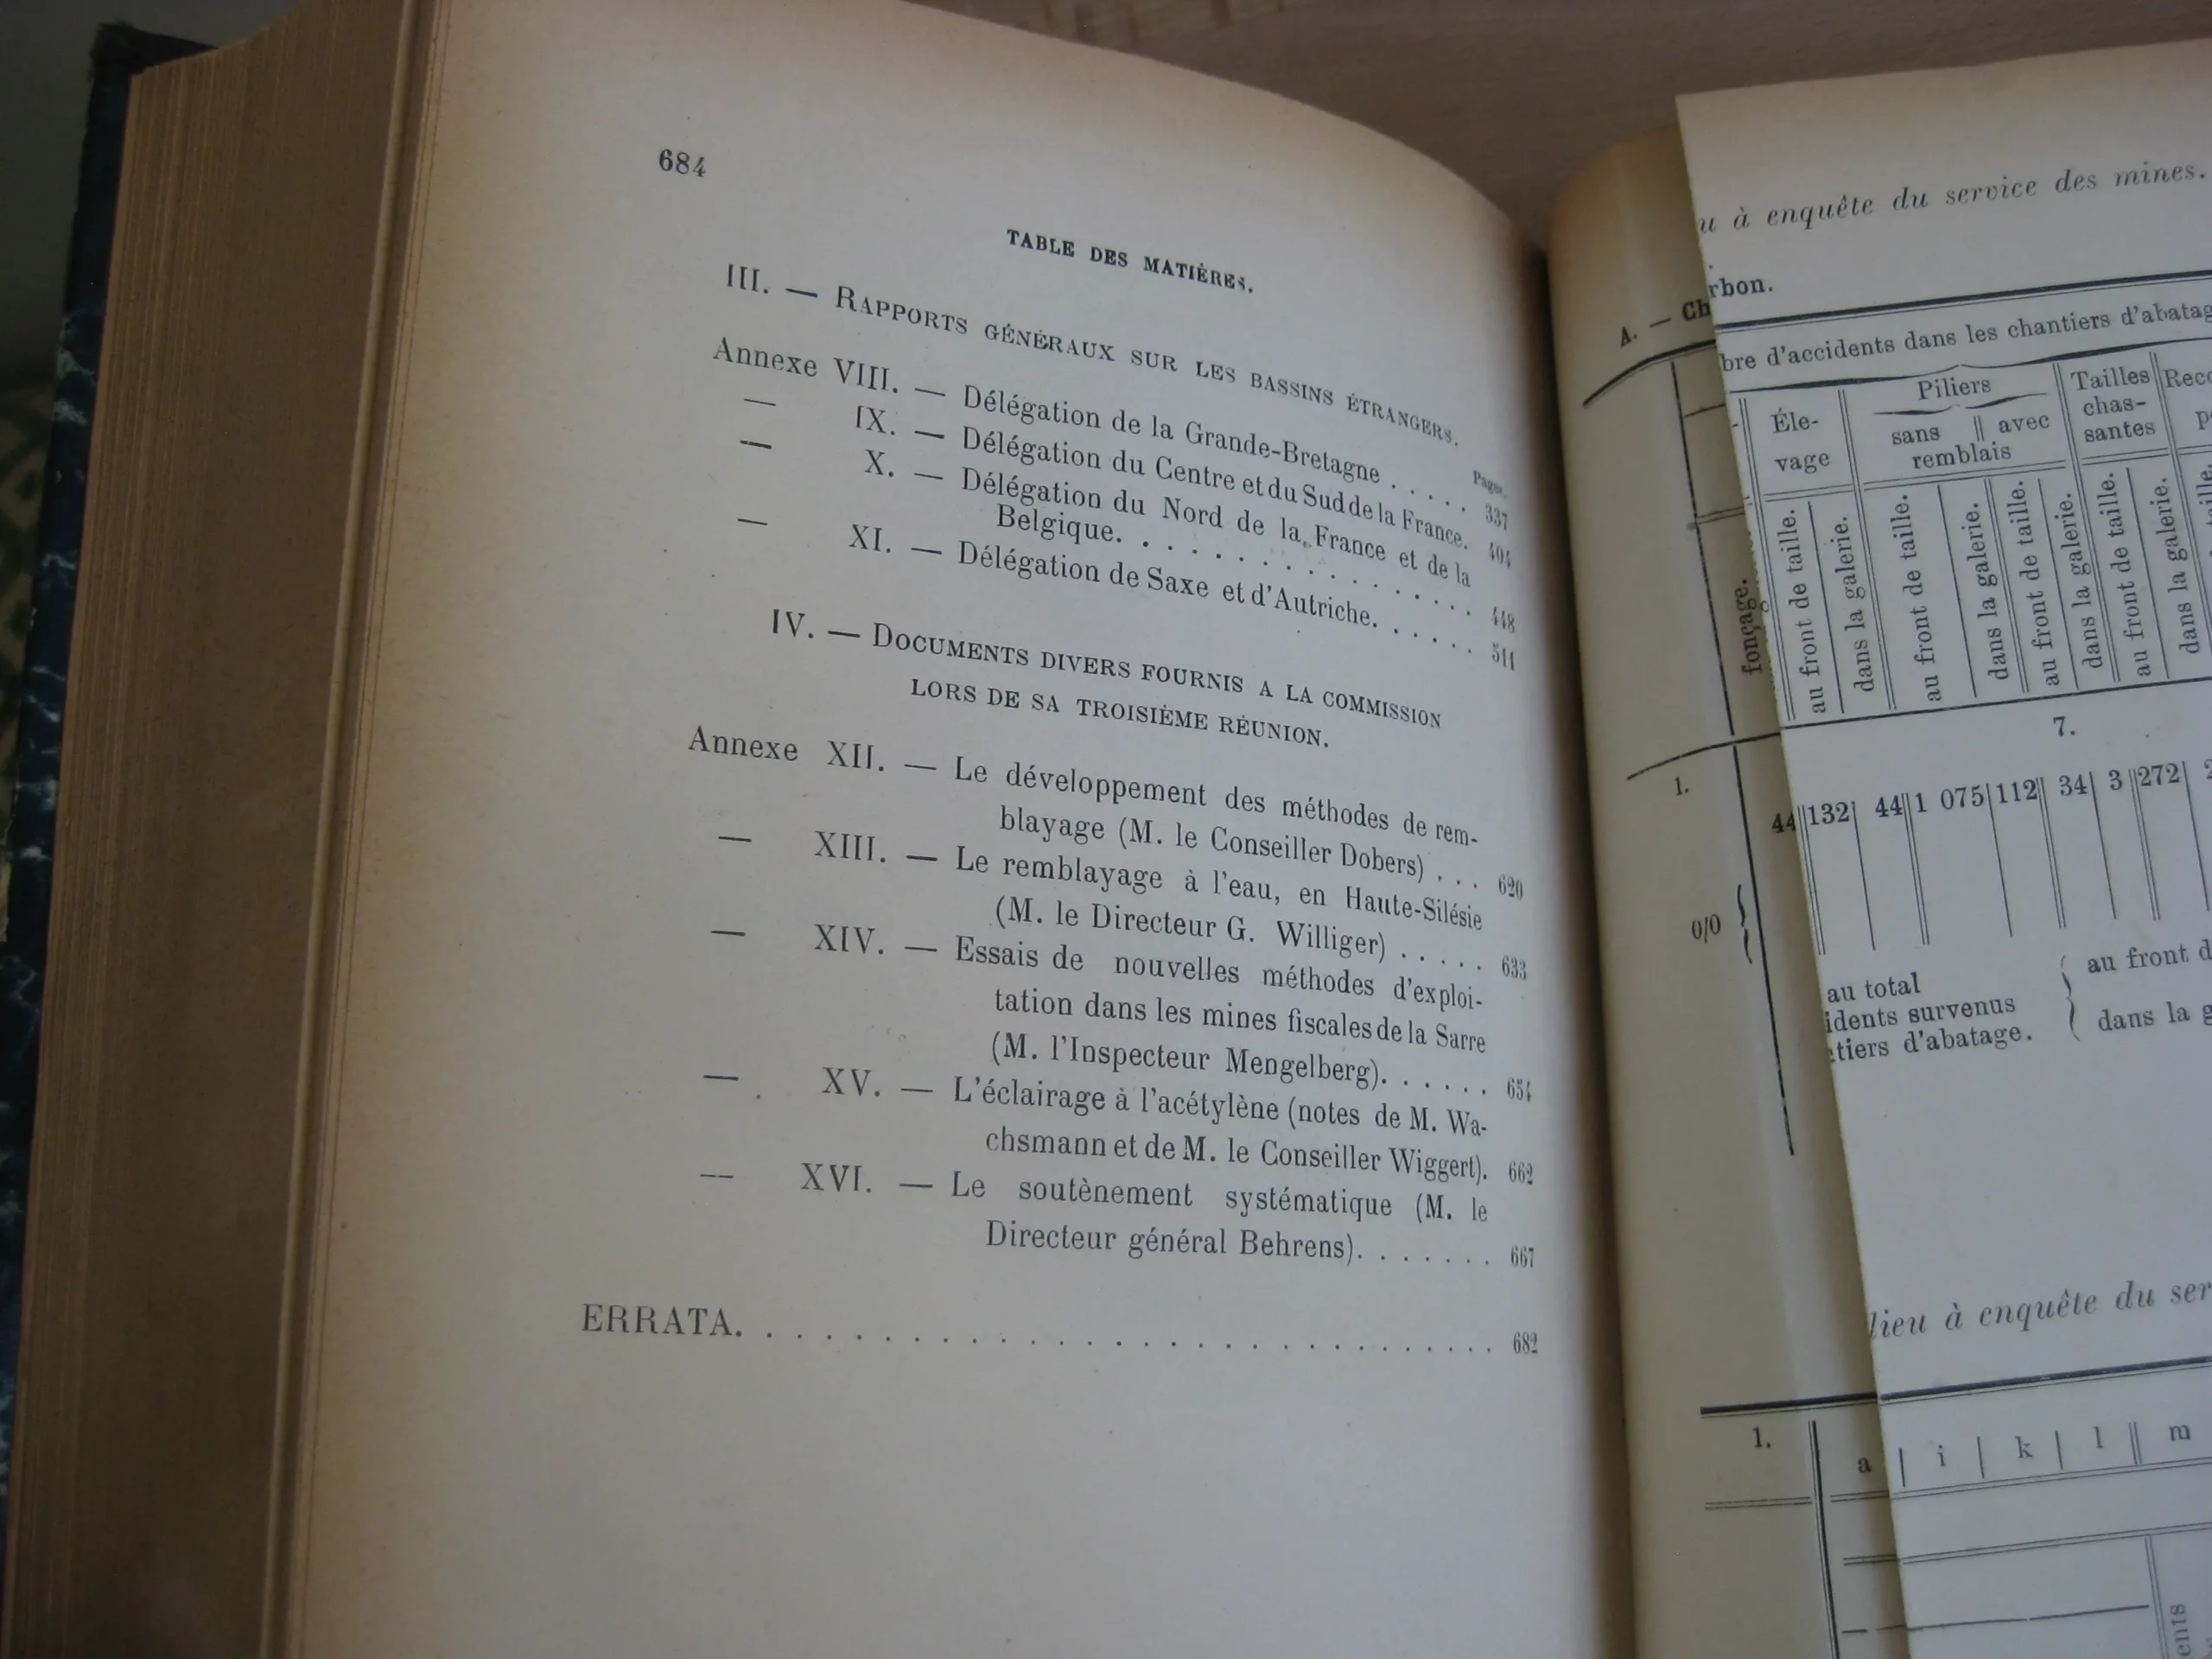 684
TABLE DES MATIÈRES.
III. — RAPPORTS GÉNÉRAUX SUR LES BASSINS ÉTRANGERS.
Pages.
Annexe VIII. — Délégation de la Grande-Bretagne . . . . . 337
— IX. — Délégation du Centre et du Sud de la France. 404
— X. — Délégation du Nord de la France et de la
Belgique. . . . . . . . . . . . . . . 448
— XI. — Délégation de Saxe et d'Autriche. . . . . . 511
IV. — DOCUMENTS DIVERS FOURNIS A LA COMMISSION
LORS DE SA TROISIÈME RÉUNION.
Annexe XII. — Le développement des méthodes de rem-
blayage (M. le Conseiller Dobers) . . . 620
— XIII. — Le remblayage à l'eau, en Haute-Silésie
(M. le Directeur G. Williger) . . . . . 633
— XIV. — Essais de nouvelles méthodes d'exploi-
tation dans les mines fiscales de la Sarre
(M. l'Inspecteur Mengelberg). . . . . . 654
— XV. — L'éclairage à l'acétylène (notes de M. Wa-
chsmann et de M. le Conseiller Wiggert). 662
— XVI. — Le soutènement systématique (M. le
Directeur général Behrens). . . . . . . 667
ERRATA. . . . . . . . . . . . . . . . . . . . . . . . . . . . 682
u à enquête du service des mines.
A. — Ch
rbon.
bre d'accidents dans les chantiers d'abatag
Éle-
vage
Piliers
sans || avec
remblais
Tailles
chas-
santes
Reco
fonçage.
au front de taille.
dans la galerie.
au front de taille.
dans la galerie.
au front de taille.
dans la galerie.
au front de taille.
dans la galerie.
1.
7.
44 132 44 1 075 112 34 3 272 2
0/0
au total
idents survenus
tiers d'abatage.
au front d
dans la g
lieu à enquête du ser
1.
a i k l m
ents